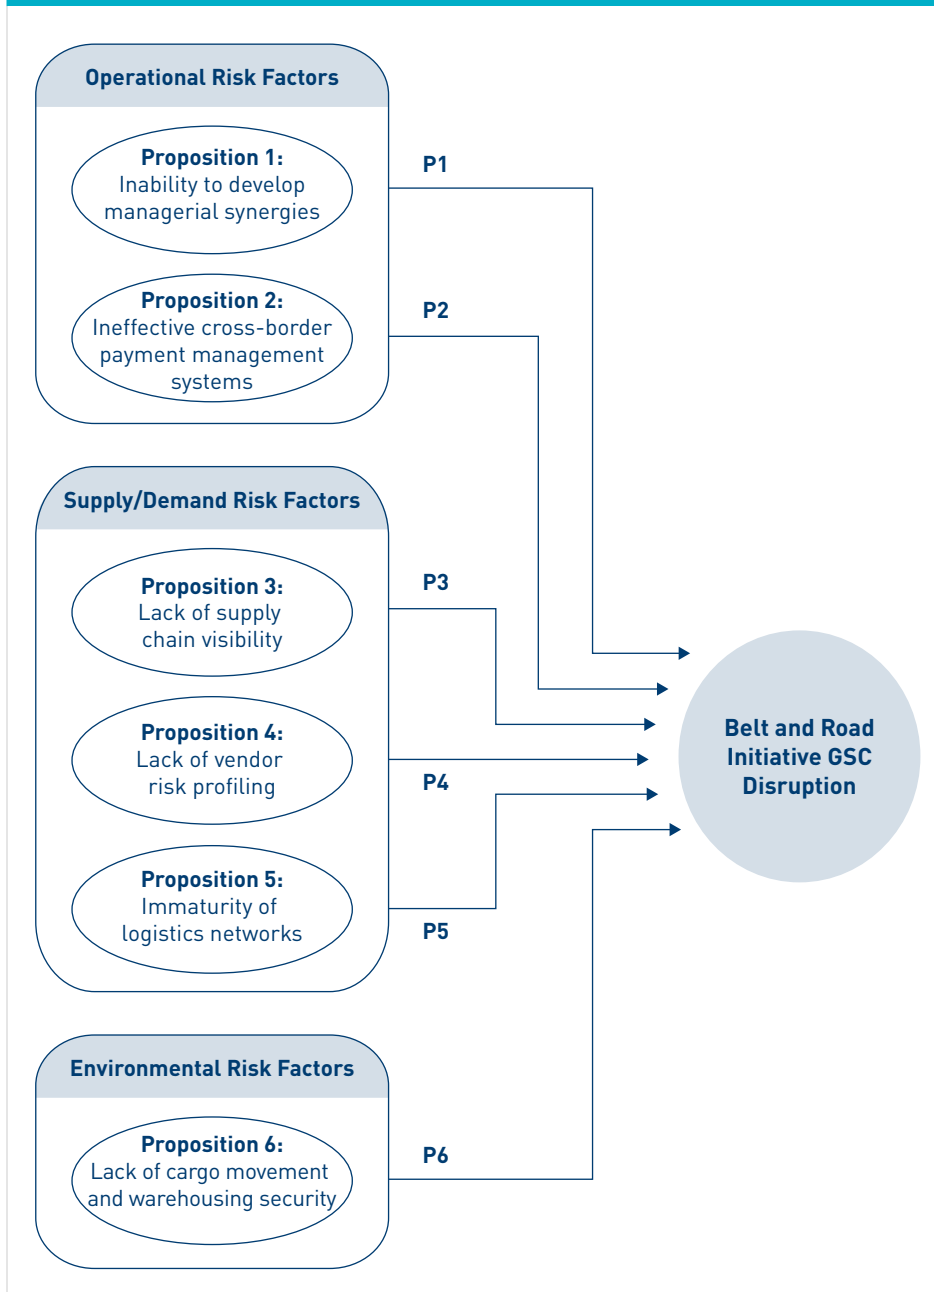 Operational Risk Factors
Proposition 1:
Inability to develop
managerial synergies
P1
Proposition 2:
Ineffective cross-border
payment management
systems
P2
Supply/Demand Risk Factors
Proposition 3:
Lack of supply
chain visibility
P3
Proposition 4:
Lack of vendor
risk profiling
P4
Proposition 5:
Immaturity of
logistics networks
P5
Environmental Risk Factors
Proposition 6:
Lack of cargo movement
and warehousing security
P6
Belt and Road
Initiative GSC
Disruption